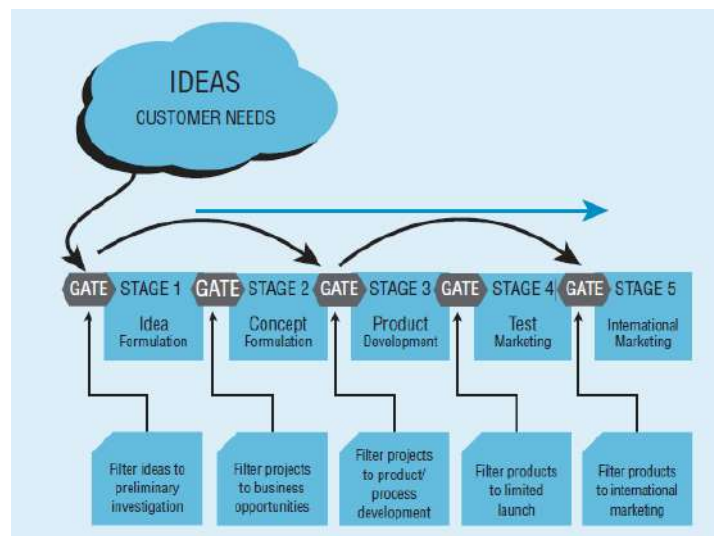 IDEAS
CUSTOMER NEEDS
GATE STAGE 1 GATE STAGE 2 GATE STAGE 3 GATE STAGE 4 GATE STAGE 5
Idea
Formulation
Concept
Formulation
Product
Development
Test
Marketing
International
Marketing
Filter ideas to
preliminary
investigation
Filter projects
to business
opportunities
Filter projects
to product/
process
development
Filter products
to limited
launch
Filter products
to international
marketing